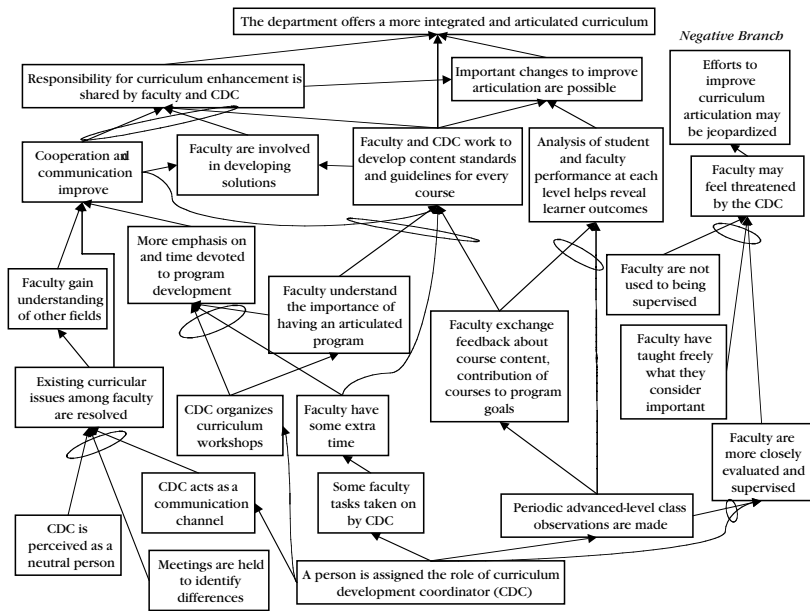 The department offers a more integrated and articulated curriculum
Negative Branch
Responsibility for curriculum enhancement is
shared by faculty and CDC
Important changes to improve
articulation are possible
Efforts to
improve
curriculum
articulation may
be jeopardized
Cooperation and
communication
improve
Faculty are involved
in developing
solutions
Faculty and CDC work to
develop content standards
and guidelines for every
course
Analysis of student
and faculty
performance at each
level helps reveal
learner outcomes
Faculty may
feel threatened
by the CDC
More emphasis on
and time devoted
to program
development
Faculty gain
understanding
of other fields
Faculty understand
the importance of
having an articulated
program
Faculty are not
used to being
supervised
Faculty exchange
feedback about
course content,
contribution of
courses to program
goals
Faculty have
taught freely
what they
consider
important
Existing curricular
issues among
faculty are resolved
CDC organizes
curriculum
workshops
Faculty have
some extra
time
Faculty are
more closely
evaluated and
supervised
CDC acts as a
communication
channel
Some faculty
tasks taken on
by CDC
Periodic advanced-level class
observations are made
CDC is
perceived as a
neutral person
Meetings are held
to identify
differences
A person is assigned the role of curriculum
development coordinator (CDC)